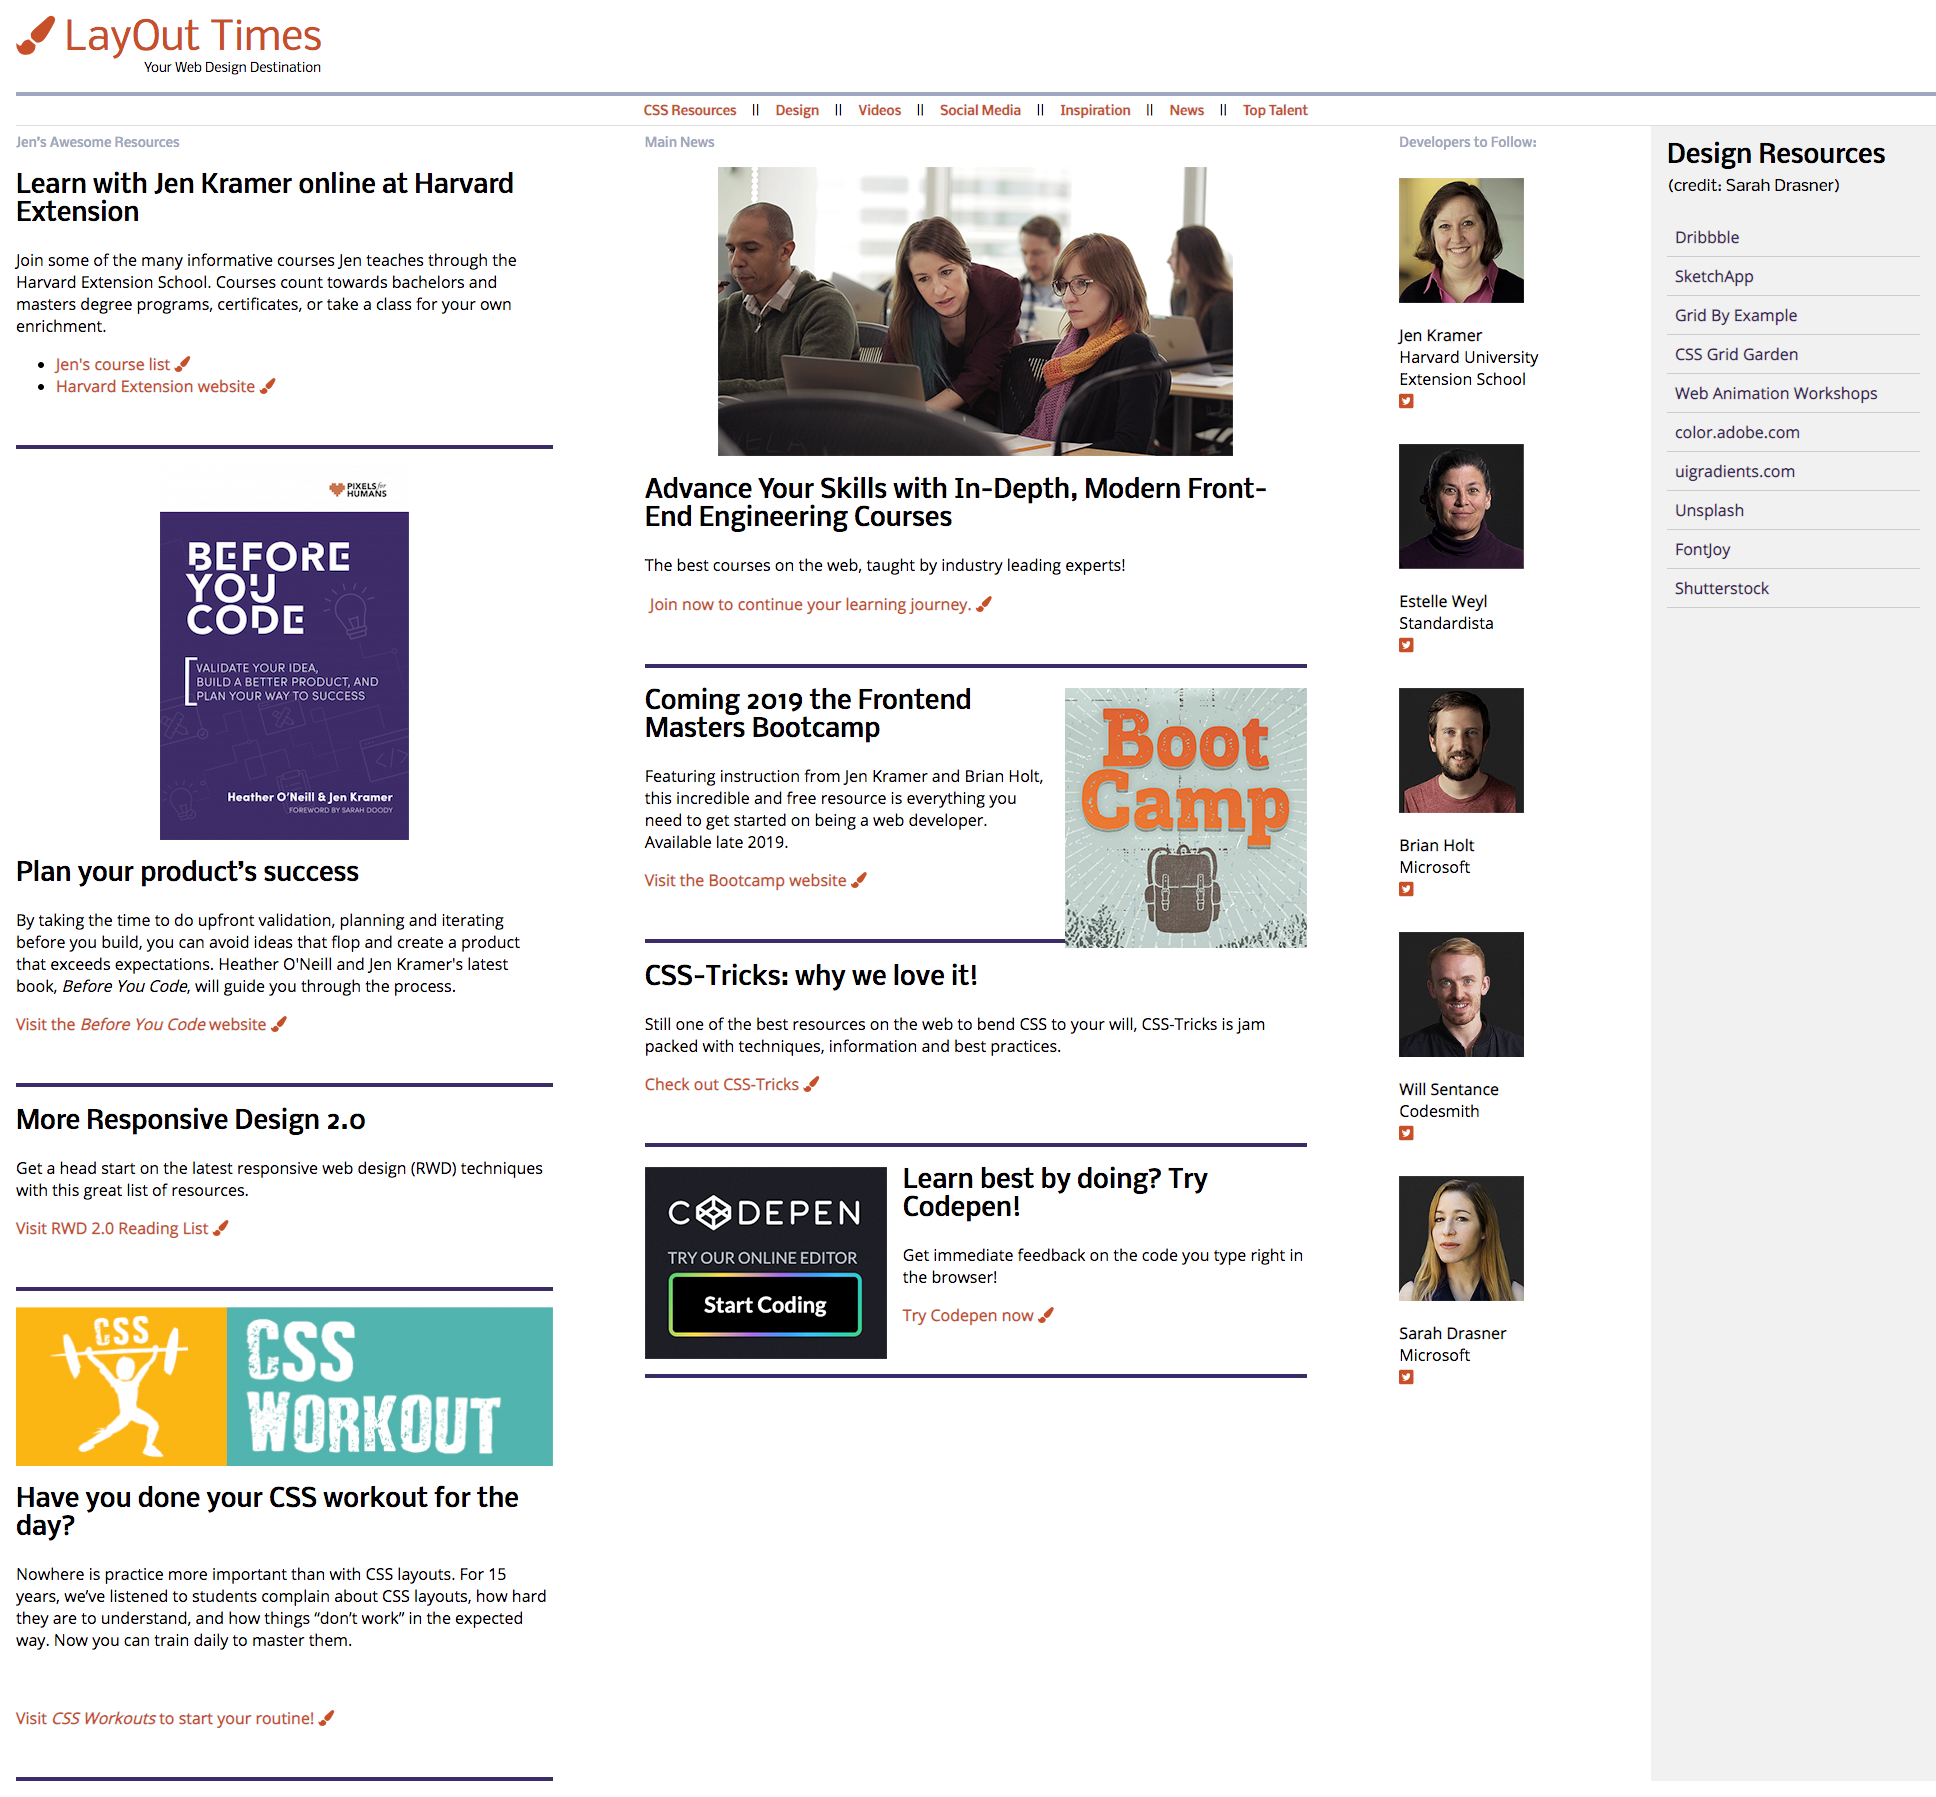 LayOut Times
Your Web Design Destination
CSS Resources || Design || Videos || Social Media || Inspiration || News || Top Talent
Jen's Awesome Resources
Learn with Jen Kramer online at Harvard
Extension
Join some of the many informative courses Jen teaches through the
Harvard Extension School. Courses count towards bachelors and
masters degree programs, certificates, or take a class for your own
enrichment.
Jen's course list
Harvard Extension website
PIXELS for
HUMANS
BEFORE
YOU
CODE
VALIDATE YOUR IDEA,
BUILD A BETTER PRODUCT, AND
PLAN YOUR WAY TO SUCCESS
Heather O'Neill & Jen Kramer
FOREWORD BY SARAH DOODY
Plan your product’s success
By taking the time to do upfront validation, planning and iterating
before you build, you can avoid ideas that flop and create a product
that exceeds expectations. Heather O'Neill and Jen Kramer's latest
book, Before You Code, will guide you through the process.
Visit the Before You Code website
More Responsive Design 2.0
Get a head start on the latest responsive web design (RWD) techniques
with this great list of resources.
Visit RWD 2.0 Reading List
CSS
CSS
WORKOUT
Have you done your CSS workout for the
day?
Nowhere is practice more important than with CSS layouts. For 15
years, we’ve listened to students complain about CSS layouts, how hard
they are to understand, and how things “don’t work” in the expected
way. Now you can train daily to master them.
Visit CSS Workouts to start your routine!
Main News
Advance Your Skills with In-Depth, Modern Front-
End Engineering Courses
The best courses on the web, taught by industry leading experts!
Join now to continue your learning journey.
Coming 2019 the Frontend
Masters Bootcamp
Featuring instruction from Jen Kramer and Brian Holt,
this incredible and free resource is everything you
need to get started on being a web developer.
Available late 2019.
Visit the Bootcamp website
Boot
Camp
CSS-Tricks: why we love it!
Still one of the best resources on the web to bend CSS to your will, CSS-Tricks is jam
packed with techniques, information and best practices.
Check out CSS-Tricks
CODEPEN
TRY OUR ONLINE EDITOR
Start Coding
Learn best by doing? Try
Codepen!
Get immediate feedback on the code you type right in
the browser!
Try Codepen now
Developers to Follow:
Jen Kramer
Harvard University
Extension School
Estelle Weyl
Standardista
Brian Holt
Microsoft
Will Sentance
Codesmith
Sarah Drasner
Microsoft
Design Resources
(credit: Sarah Drasner)
Dribbble
SketchApp
Grid By Example
CSS Grid Garden
Web Animation Workshops
color.adobe.com
uigradients.com
Unsplash
FontJoy
Shutterstock